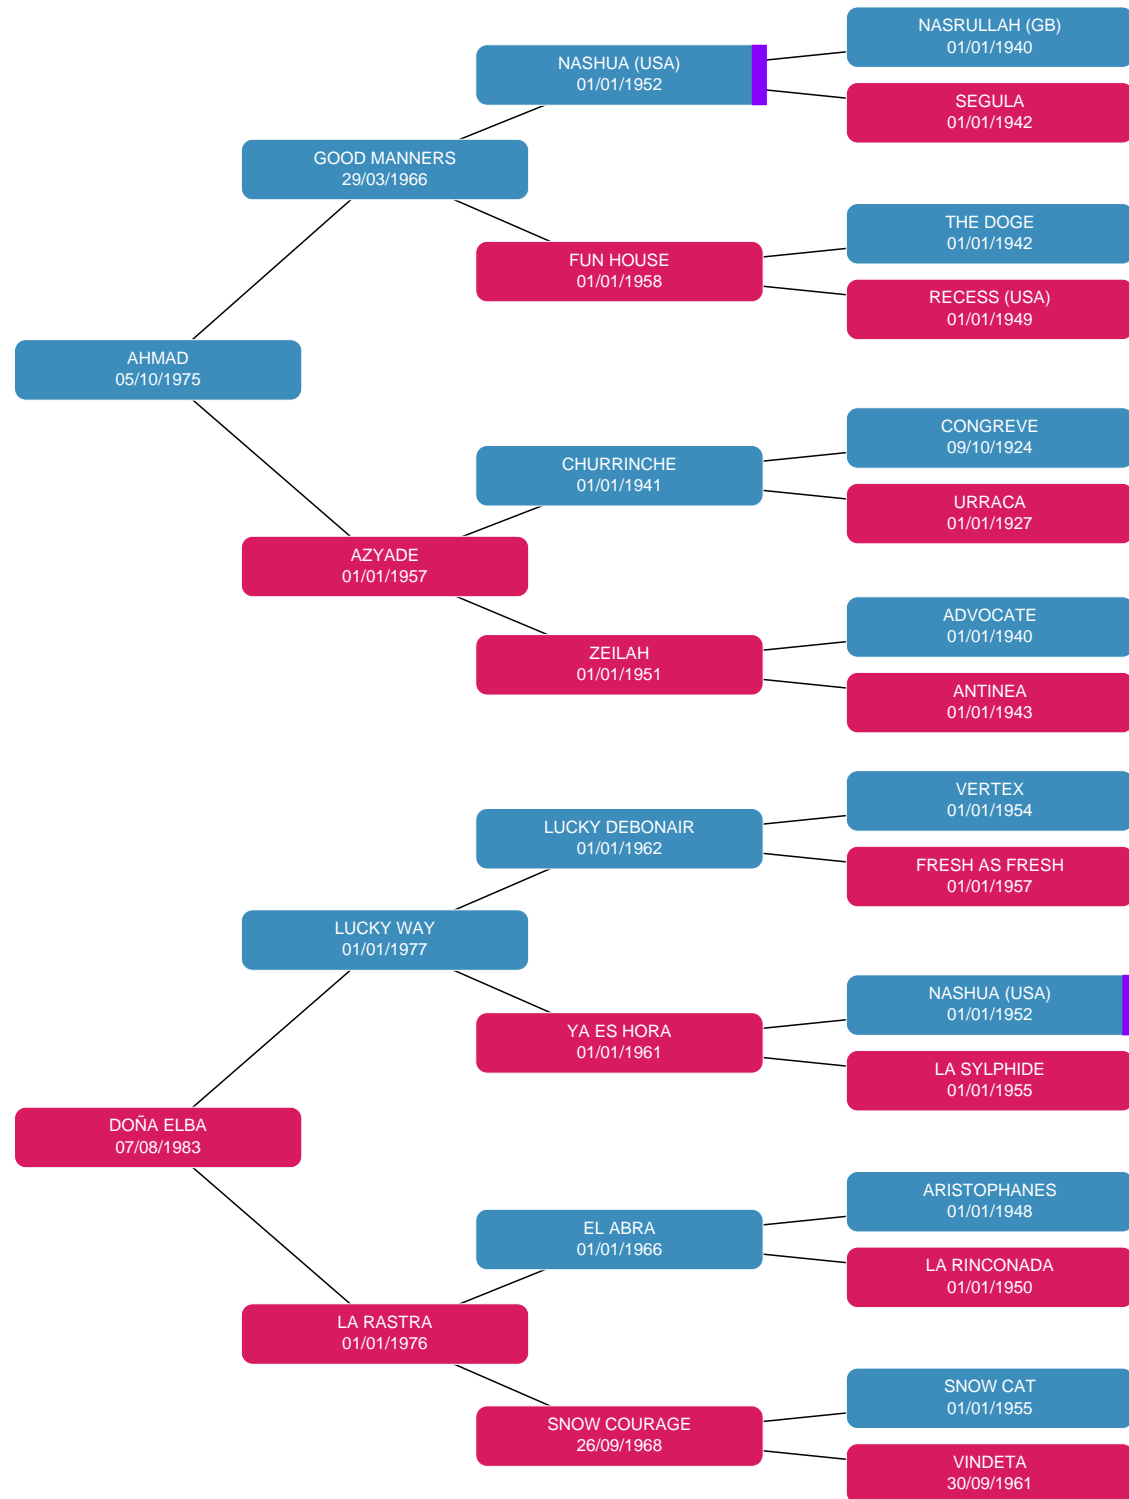 NASRULLAH (GB)
01/01/1940
NASHUA (USA)
01/01/1952
SEGULA
01/01/1942
GOOD MANNERS
29/03/1966
THE DOGE
01/01/1942
FUN HOUSE
01/01/1958
RECESS (USA)
01/01/1949
AHMAD
05/10/1975
CONGREVE
09/10/1924
CHURRINCHE
01/01/1941
URRACA
01/01/1927
AZYADE
01/01/1957
ADVOCATE
01/01/1940
ZEILAH
01/01/1951
ANTINEA
01/01/1943
VERTEX
01/01/1954
LUCKY DEBONAIR
01/01/1962
FRESH AS FRESH
01/01/1957
LUCKY WAY
01/01/1977
NASHUA (USA)
01/01/1952
YA ES HORA
01/01/1961
LA SYLPHIDE
01/01/1955
DOÑA ELBA
07/08/1983
ARISTOPHANES
01/01/1948
EL ABRA
01/01/1966
LA RINCONADA
01/01/1950
LA RASTRA
01/01/1976
SNOW CAT
01/01/1955
SNOW COURAGE
26/09/1968
VINDETA
30/09/1961